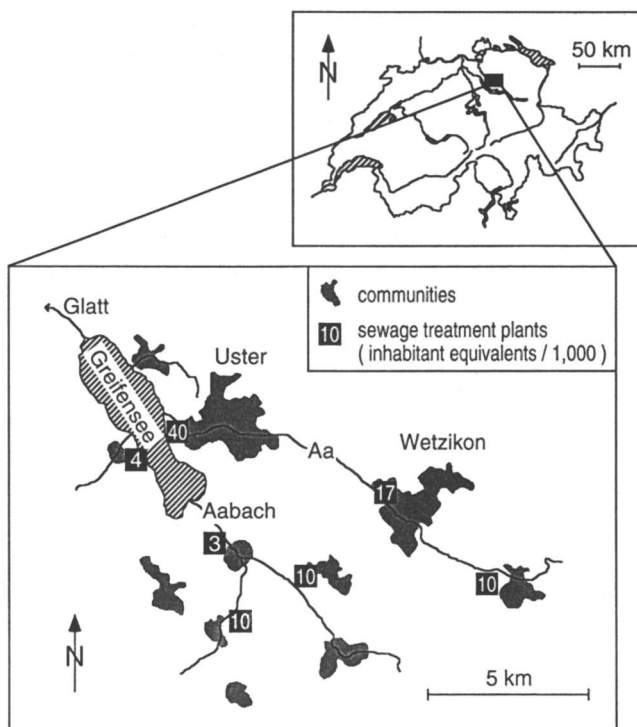 N
50 km
communities
10 sewage treatment plants
( inhabitant equivalents / 1,000 )
Glatt
Greifensee
Uster
40
4
Aa
Wetzikon
17
Aabach
3
10
10
10
N
5 km